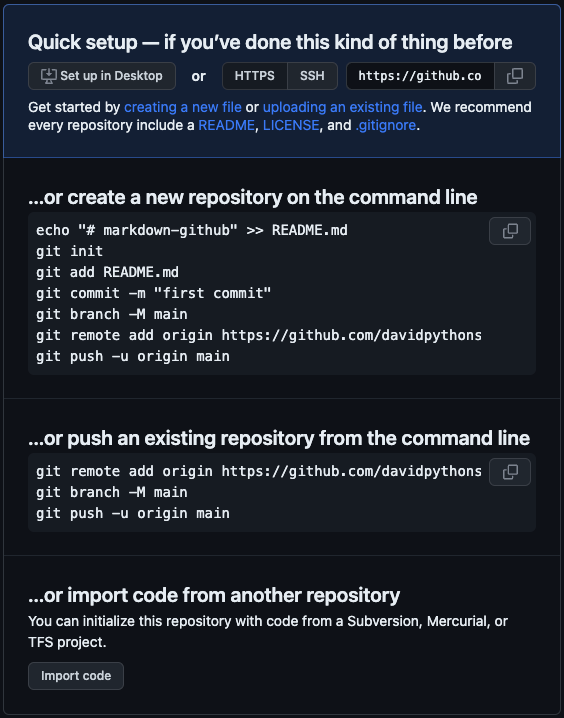 Quick setup — if you've done this kind of thing before
Set up in Desktop or HTTPS SSH https://github.co
Get started by creating a new file or uploading an existing file. We recommend
every repository include a README, LICENSE, and .gitignore.
…or create a new repository on the command line
echo "# markdown-github" >> README.md
git init
git add README.md
git commit -m "first commit"
git branch -M main
git remote add origin https://github.com/davidpythons
git push -u origin main
…or push an existing repository from the command line
git remote add origin https://github.com/davidpythons
git branch -M main
git push -u origin main
…or import code from another repository
You can initialize this repository with code from a Subversion, Mercurial, or
TFS project.
Import code